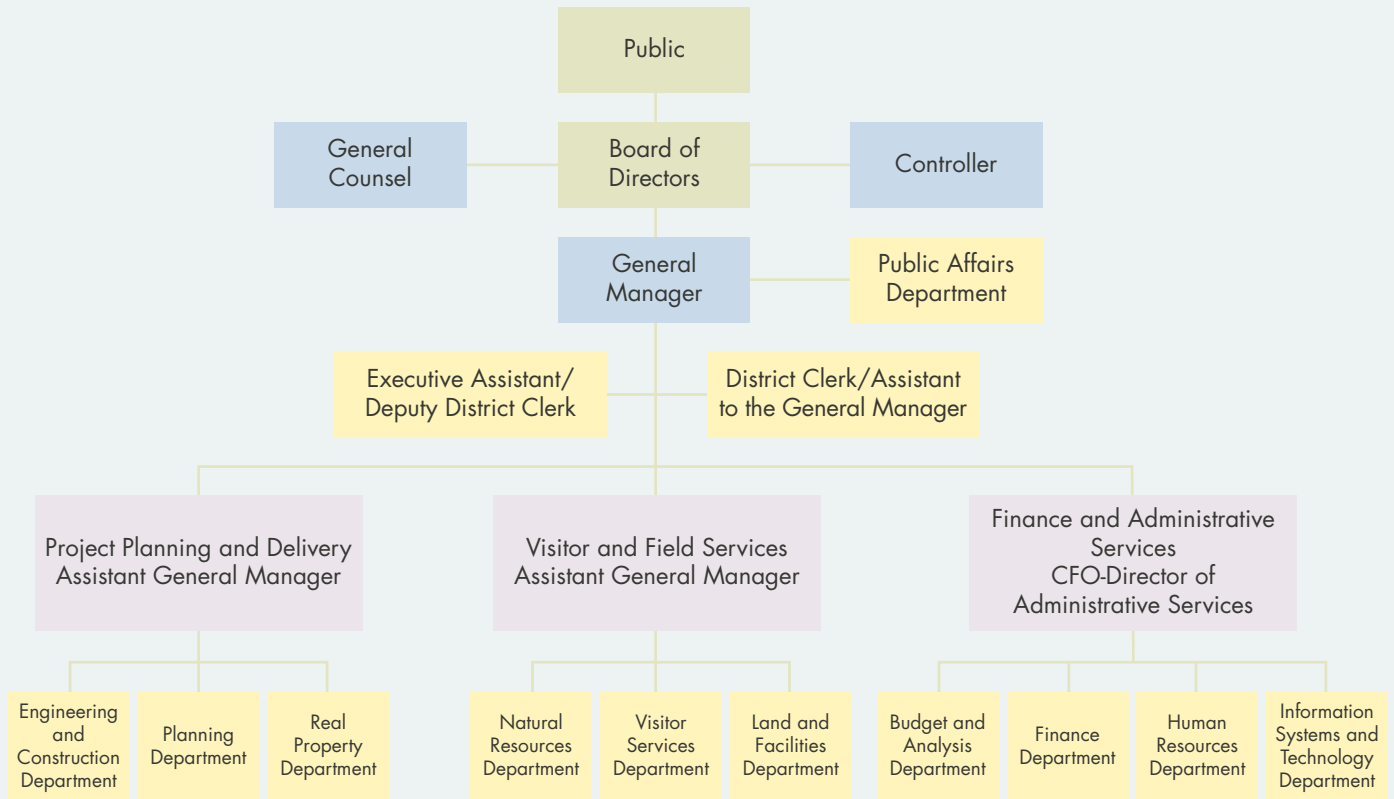 Public
General
Counsel
Board of
Directors
Controller
General
Manager
Public Affairs
Department
Executive Assistant/
Deputy District Clerk
District Clerk/Assistant
to the General Manager
Project Planning and Delivery
Assistant General Manager
Visitor and Field Services
Assistant General Manager
Finance and Administrative
Services
CFO-Director of
Administrative Services
Engineering
and
Construction
Department
Planning
Department
Real
Property
Department
Natural
Resources
Department
Visitor
Services
Department
Land and
Facilities
Department
Budget and
Analysis
Department
Finance
Department
Human
Resources
Department
Information
Systems and
Technology
Department